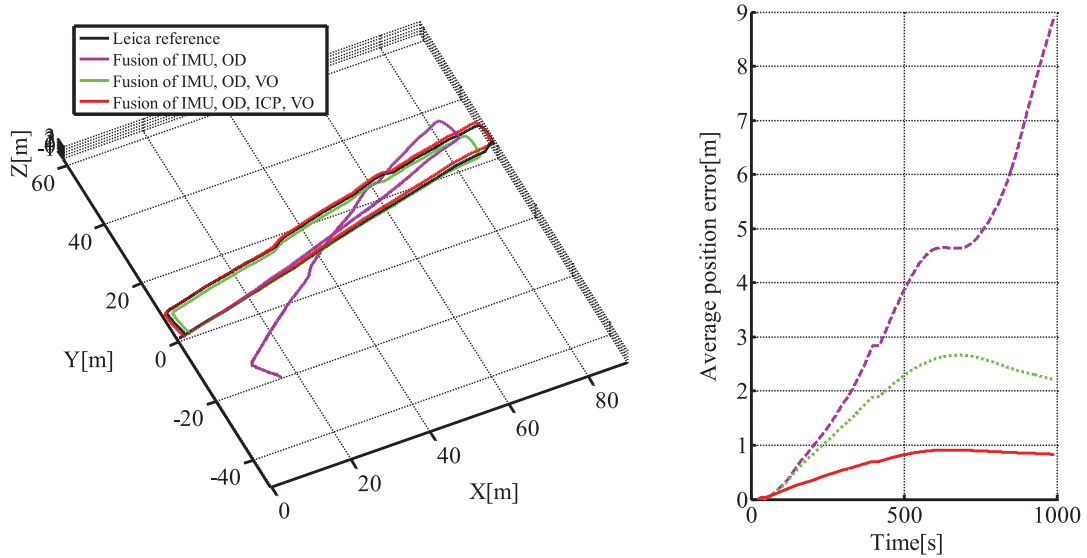 Leica reference
Fusion of IMU, OD
Fusion of IMU, OD, VO
Fusion of IMU, OD, ICP, VO
Z[m]
-1
60
40
20
0
-20
-40
Y[m]
0
20
40
60
80
X[m]
9
8
7
6
5
4
3
2
1
0
Average position error[m]
0
500
1000
Time[s]